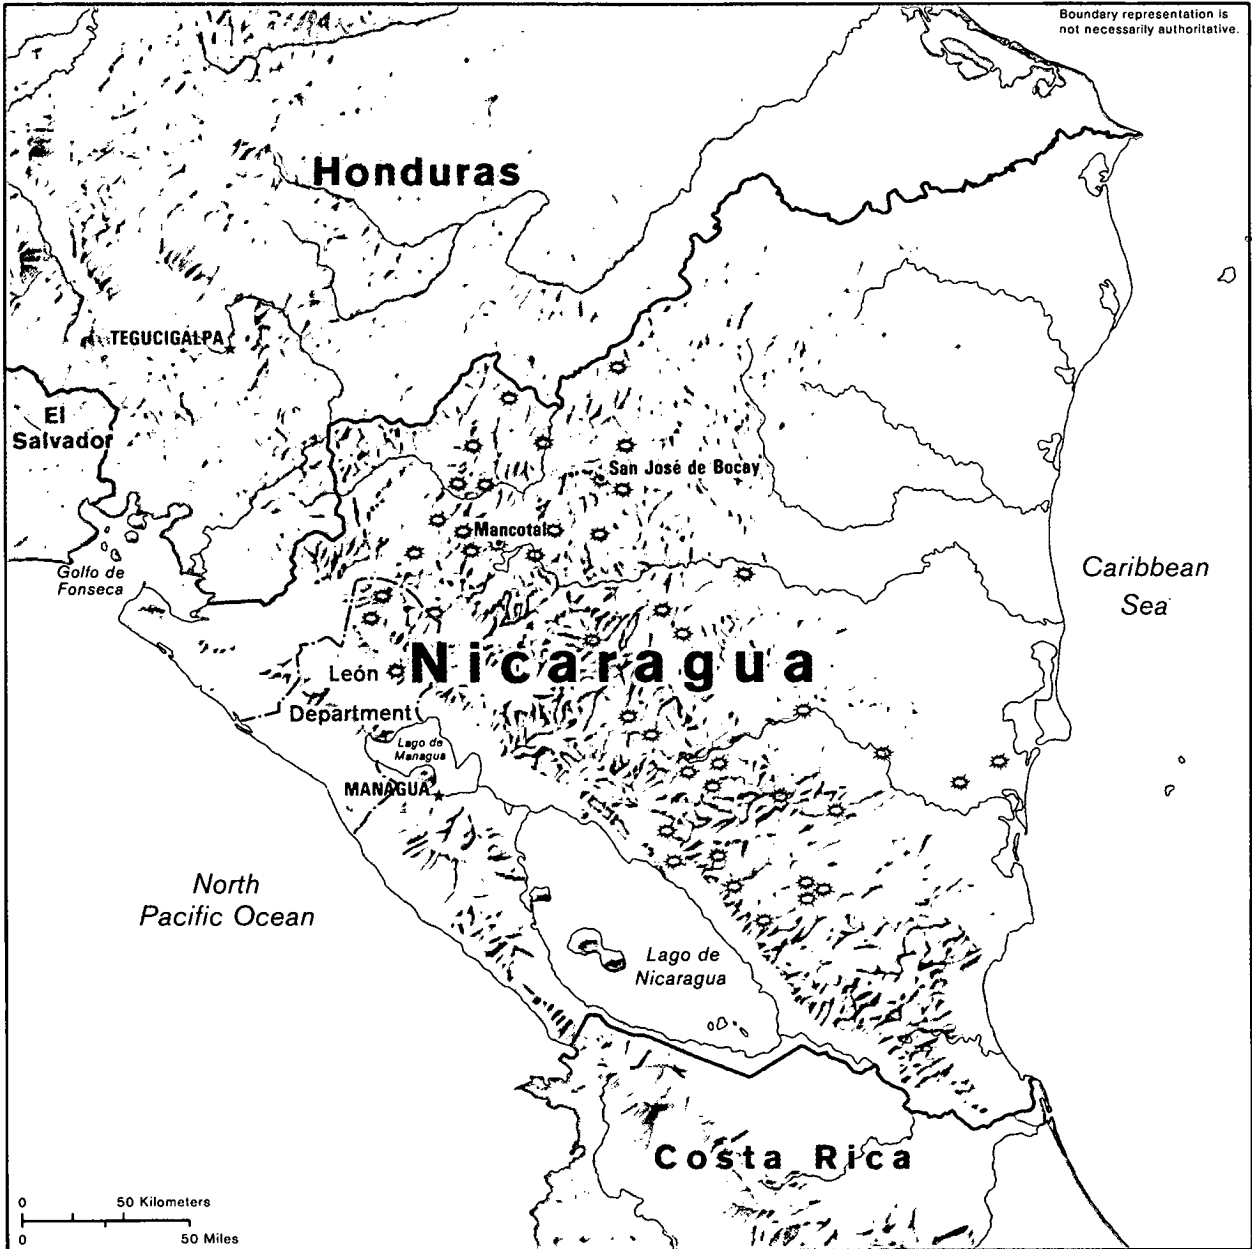 Boundary representation is
not necessarily authoritative.
Honduras
TEGUCIGALPA
El
Salvador
San José de Bocay
Mancotal
Golfo de
Fonseca
Caribbean
Sea
Nicaragua
León
Department
Lago de
Managua
MANAGUA
North
Pacific Ocean
Lago de
Nicaragua
Costa Rica
0 50 Kilometers
0 50 Miles